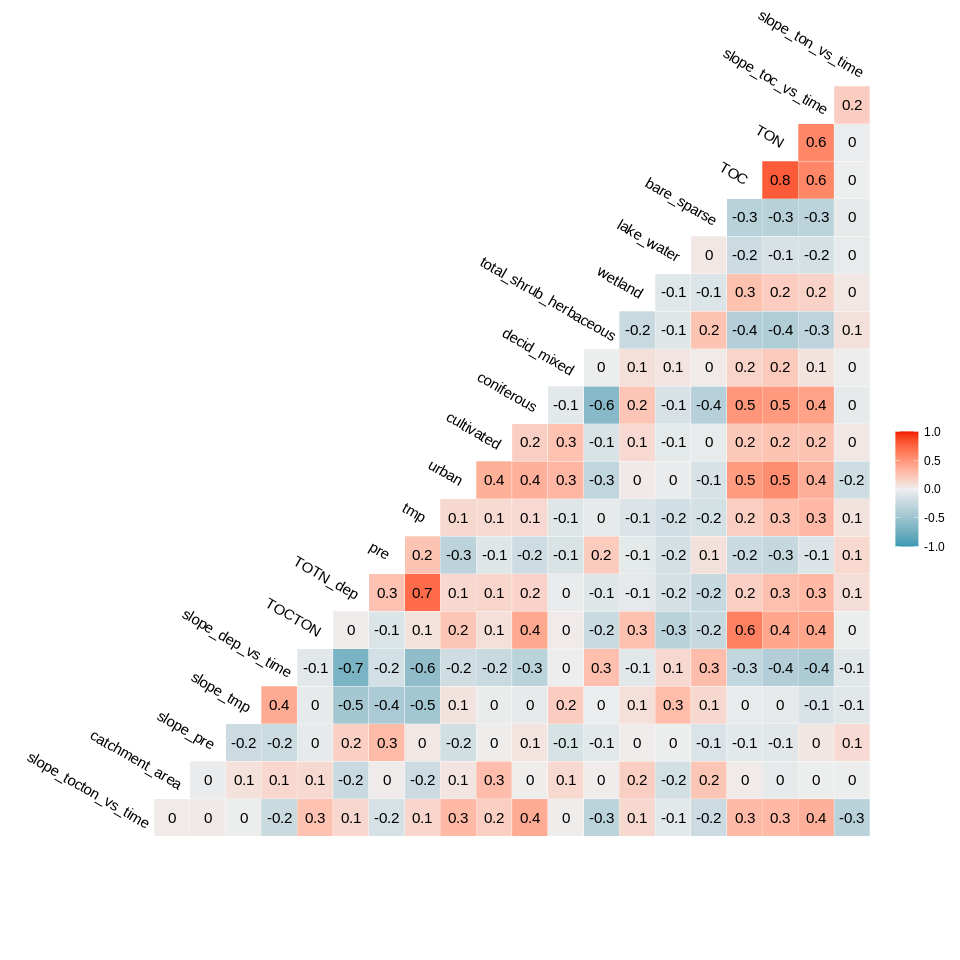 slope_ton_vs_time
slope_toc_vs_time 0.2
TON 0.6 0
TOC 0.8 0.6 0
bare_sparse -0.3 -0.3 -0.3 0
lake_water 0 -0.2 -0.1 -0.2 0
wetland -0.1 -0.1 0.3 0.2 0.2 0
total_shrub_herbaceous -0.2 -0.1 0.2 -0.4 -0.4 -0.3 0.1
decid_mixed 0 0.1 0.1 0 0.2 0.2 0.1 0
coniferous -0.1 -0.6 0.2 -0.1 -0.4 0.5 0.5 0.4 0
cultivated 0.2 0.3 -0.1 0.1 -0.1 0 0.2 0.2 0.2 0
urban 0.4 0.4 0.3 -0.3 0 0 -0.1 0.5 0.5 0.4 -0.2
tmp 0.1 0.1 0.1 -0.1 0 -0.1 -0.2 -0.2 0.2 0.3 0.3 0.1
pre 0.2 -0.3 -0.1 -0.2 -0.1 0.2 -0.1 -0.2 0.1 -0.2 -0.3 -0.1 0.1
TOTN_dep 0.3 0.7 0.1 0.1 0.2 0 -0.1 -0.1 -0.2 -0.2 0.2 0.3 0.3 0.1
TOCTON 0 -0.1 0.1 0.2 0.1 0.4 0 -0.2 0.3 -0.3 -0.2 0.6 0.4 0.4 0
slope_dep_vs_time -0.1 -0.7 -0.2 -0.6 -0.2 -0.2 -0.3 0 0.3 -0.1 0.1 0.3 -0.3 -0.4 -0.4 -0.1
slope_tmp 0.4 0 -0.5 -0.4 -0.5 0.1 0 0 0.2 0 0.1 0.3 0.1 0 0 -0.1 -0.1
slope_pre -0.2 -0.2 0 0.2 0.3 0 -0.2 0 0.1 -0.1 -0.1 0 0 -0.1 -0.1 -0.1 0 0.1
catchment_area 0 0.1 0.1 0.1 -0.2 0 -0.2 0.1 0.3 0 0.1 0 0.2 -0.2 0.2 0 0 0 0
slope_tocton_vs_time 0 0 0 -0.2 0.3 0.1 -0.2 0.1 0.3 0.2 0.4 0 -0.3 0.1 -0.1 -0.2 0.3 0.3 0.4 -0.3
1.0
0.5
0.0
-0.5
-1.0